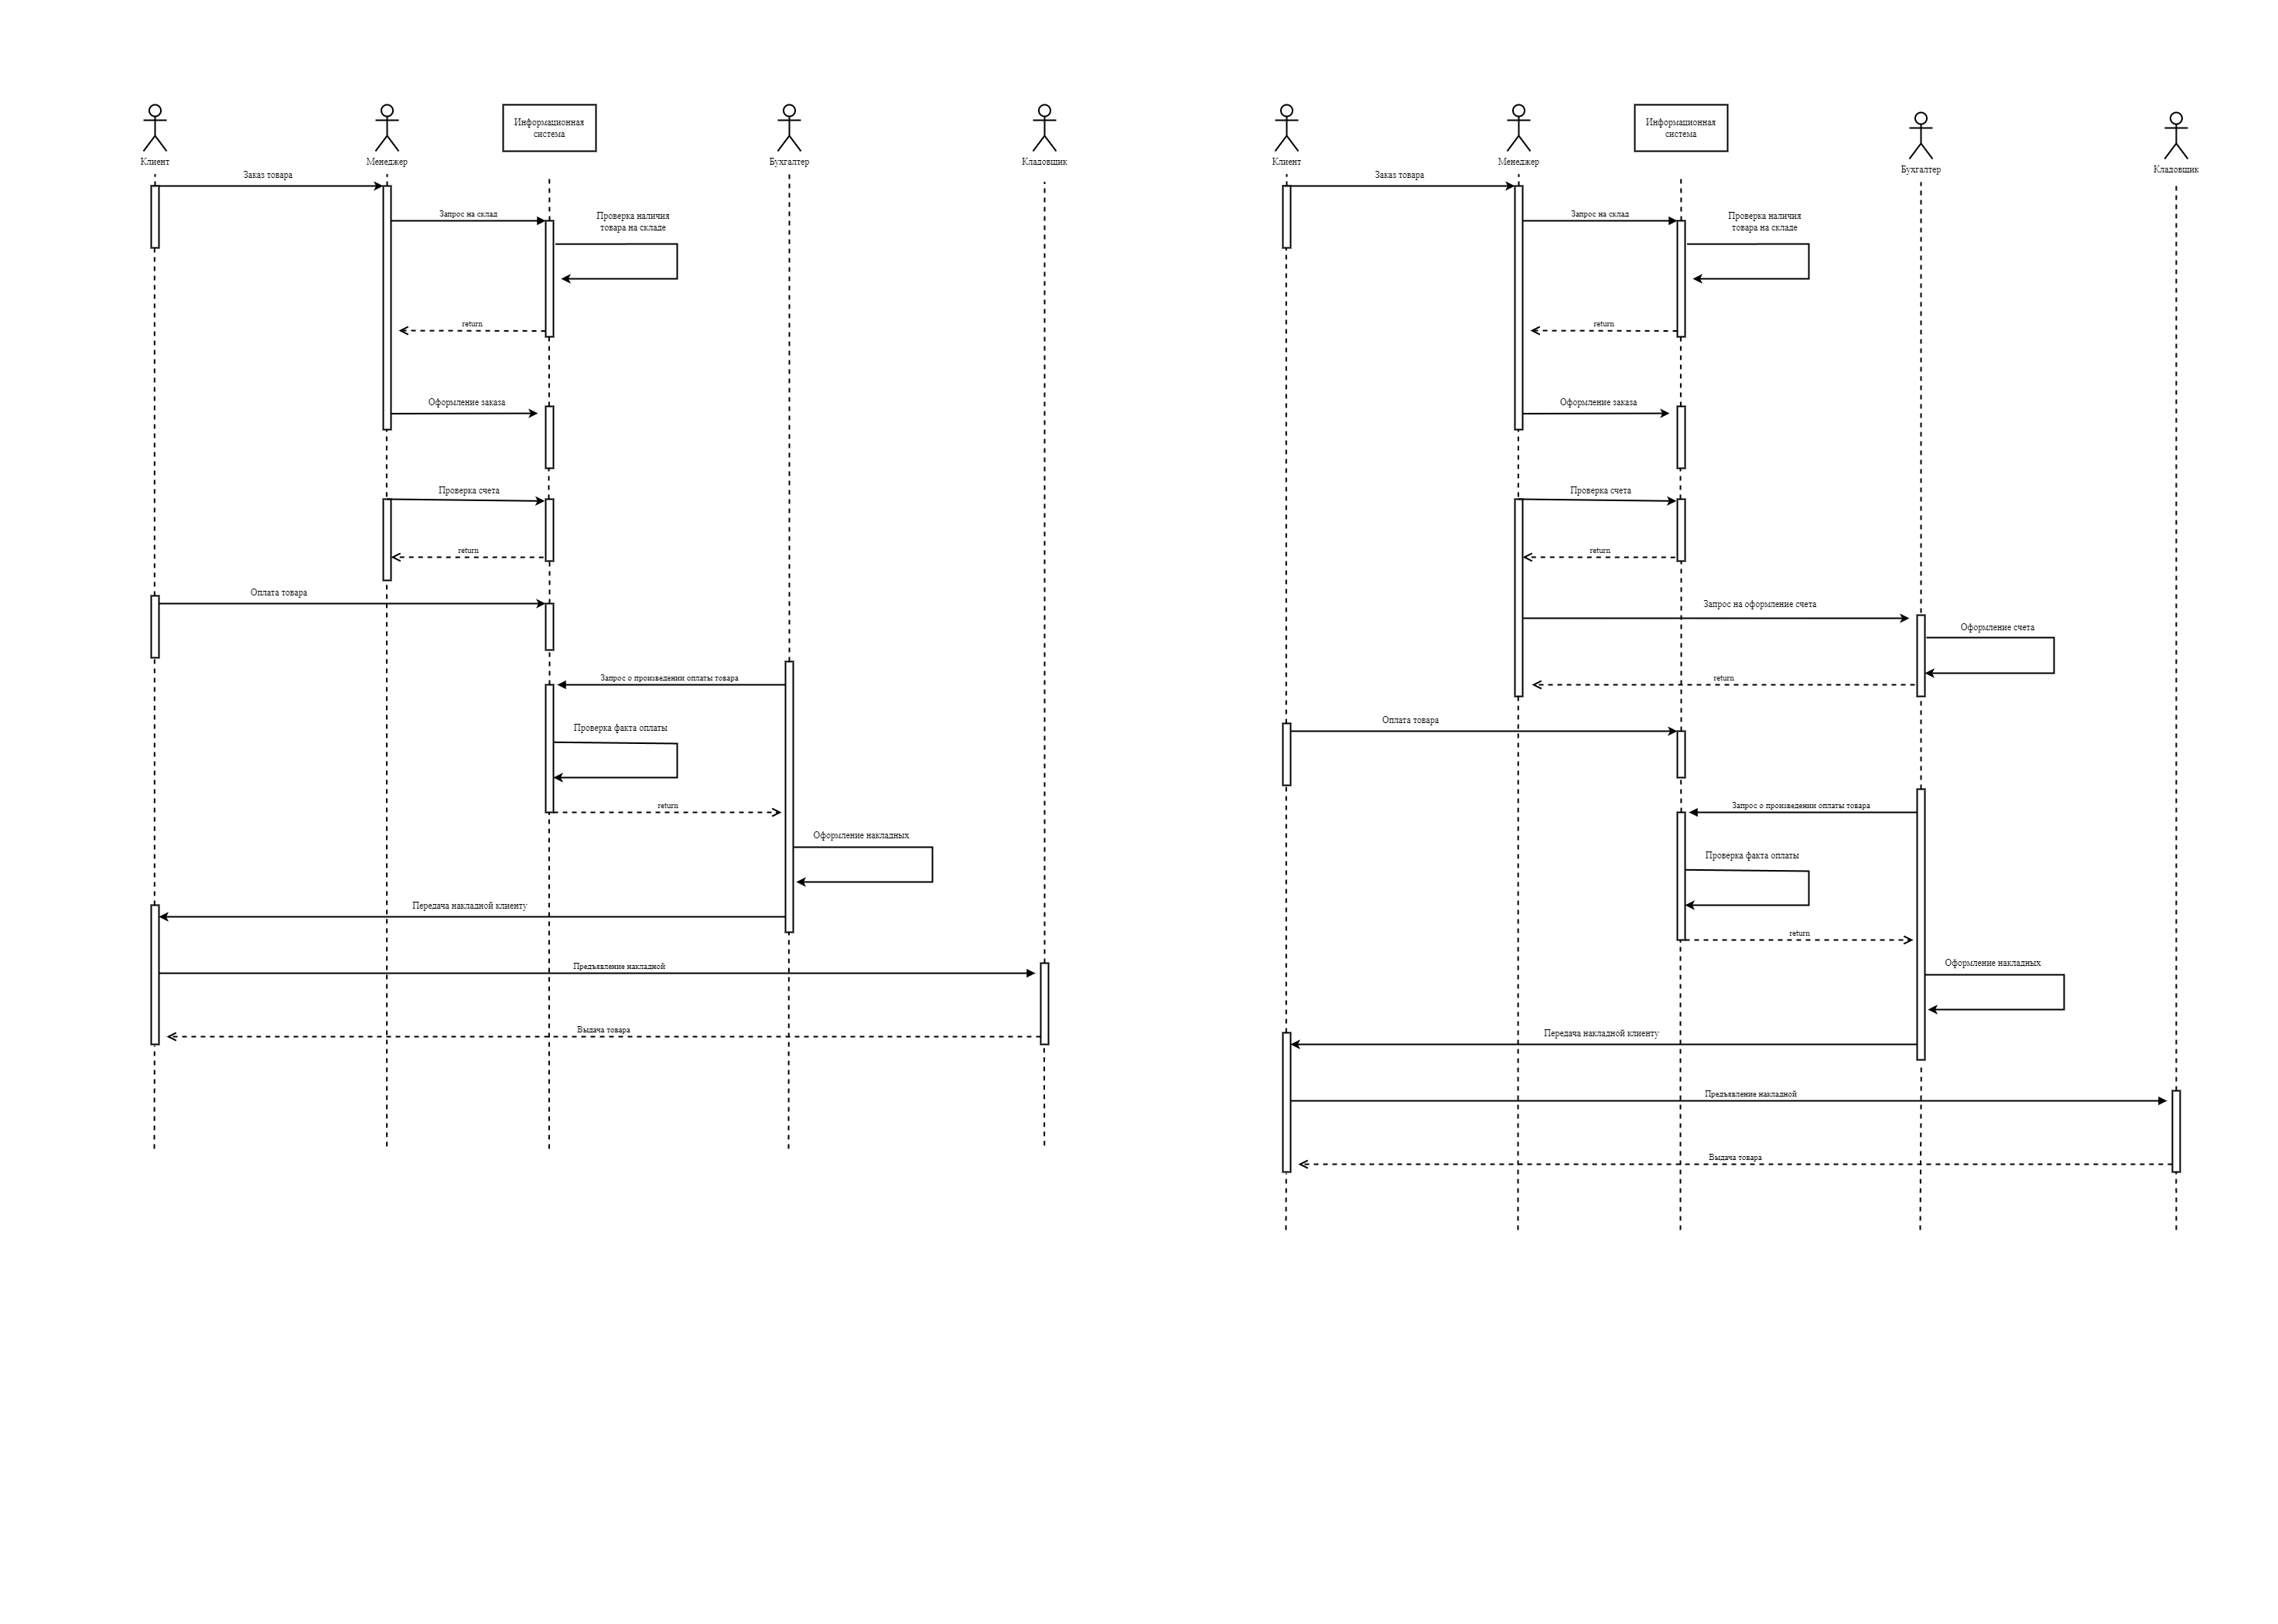 Информационная
система
Клиент
Менеджер
Бухгалтер
Кладовщик
Заказ товара
Запрос на склад
Проверка наличия
товара на складе
return
Оформление заказа
Проверка счета
return
Оплата товара
Запрос о произведении оплаты товара
Проверка факта оплаты
return
Оформление накладных
Передача накладной клиенту
Предъявление накладной
Выдача товара
Информационная
система
Клиент
Менеджер
Бухгалтер
Кладовщик
Заказ товара
Запрос на склад
Проверка наличия
товара на складе
return
Оформление заказа
Проверка счета
return
Запрос на оформление счета
Оформление счета
return
Оплата товара
Запрос о произведении оплаты товара
Проверка факта оплаты
return
Оформление накладных
Передача накладной клиенту
Предъявление накладной
Выдача товара